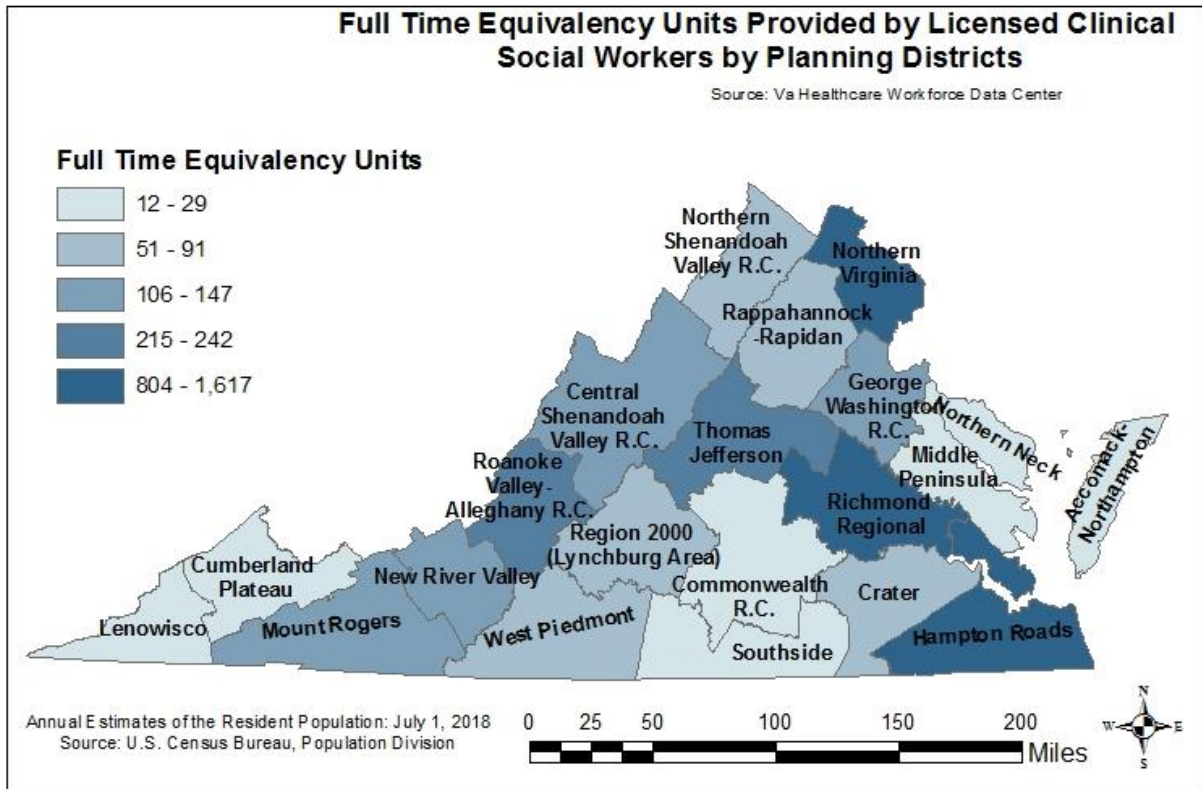 Full Time Equivalency Units Provided by Licensed Clinical
Social Workers by Planning Districts
Source: Va Healthcare Workforce Data Center
Full Time Equivalency Units
12 - 29
51 - 91
106 - 147
215 - 242
804 - 1,617
Northern
Shenandoah
Valley R.C.
Northern
Virginia
Rappahannock
-Rapidan
Central
Shenandoah
Valley R.C.
George
Washington
R.C.
Northern Neck
Thomas
Jefferson
Middle
Peninsula
Accomack-
Northampton
Roanoke
Valley-
Alleghany R.C.
Richmond
Regional
Region 2000
(Lynchburg Area)
Cumberland
Plateau
New River Valley
Commonwealth
R.C.
Crater
Lenowisco
Mount Rogers
West Piedmont
Southside
Hampton Roads
Annual Estimates of the Resident Population: July 1, 2018
Source: U.S. Census Bureau, Population Division
0 25 50 100 150 200
Miles
N
W E
S